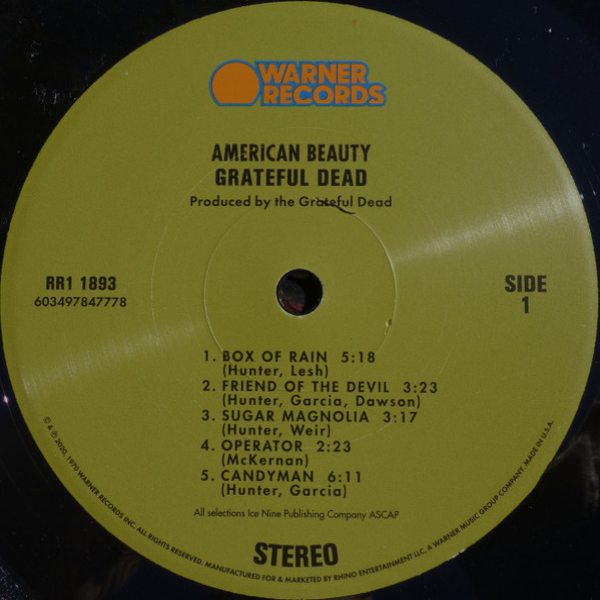 WARNER
RECORDS
AMERICAN BEAUTY
GRATEFUL DEAD
Produced by the Grateful Dead
RR1 1893
603497847778
SIDE
1
1. BOX OF RAIN 5:18
(Hunter, Lesh)
2. FRIEND OF THE DEVIL 3:23
(Hunter, Garcia, Dawson)
3. SUGAR MAGNOLIA 3:17
(Hunter, Weir)
4. OPERATOR 2:23
(McKernan)
5. CANDYMAN 6:11
(Hunter, Garcia)
All selections Ice Nine Publishing Company ASCAP
STEREO
© & ℗ 2020, 1970 WARNER RECORDS INC. ALL RIGHTS RESERVED. MANUFACTURED FOR & MARKETED BY RHINO ENTERTAINMENT LLC. A WARNER MUSIC GROUP COMPANY. MADE IN U.S.A.